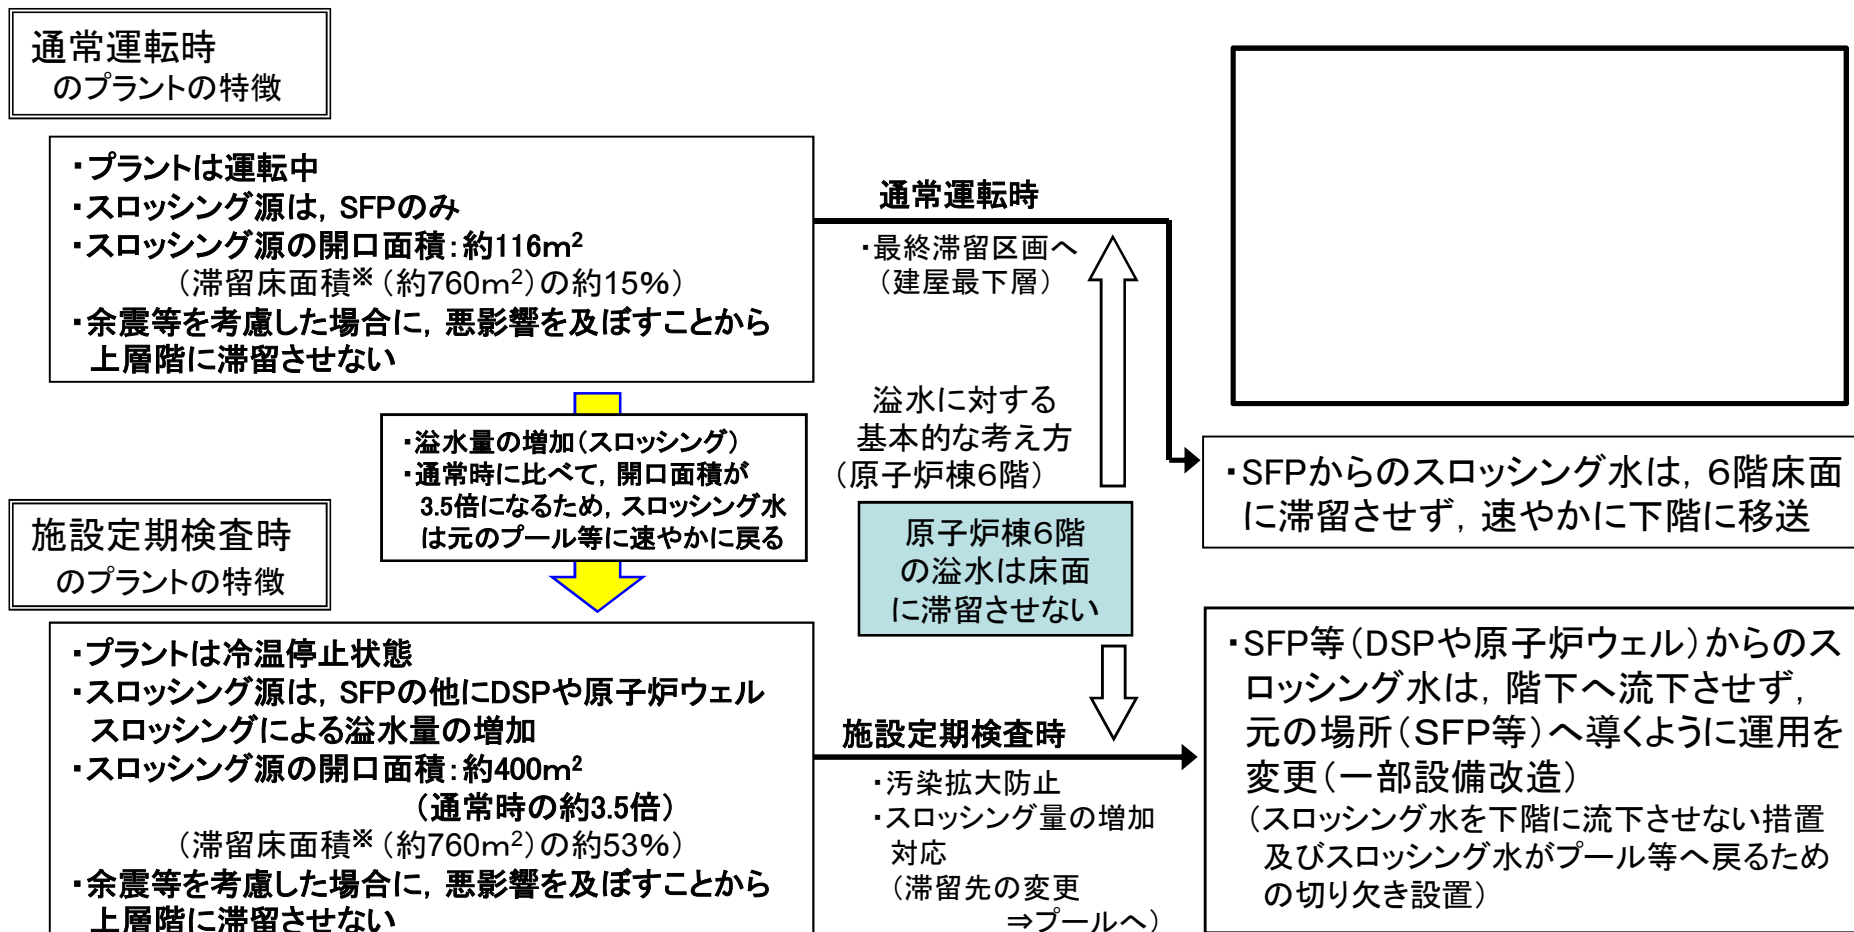 通常運転時
のプラントの特徴
・プラントは運転中
・スロッシング源は，SFPのみ
・スロッシング源の開口面積：約116m²
（滞留床面積※（約760m²）の約15%）
・余震等を考慮した場合に，悪影響を及ぼすことから
上層階に滞留させない
通常運転時
・最終滞留区画へ
（建屋最下層）
・溢水量の増加（スロッシング）
・通常時に比べて，開口面積が
3.5倍になるため，スロッシング水
は元のプール等に速やかに戻る
溢水に対する
基本的な考え方
（原子炉棟6階）
原子炉棟6階
の溢水は床面
に滞留させない
・SFPからのスロッシング水は，6階床面
に滞留させず，速やかに下階に移送
施設定期検査時
のプラントの特徴
・プラントは冷温停止状態
・スロッシング源は，SFPの他にDSPや原子炉ウェル
スロッシングによる溢水量の増加
・スロッシング源の開口面積：約400m²
（通常時の約3.5倍）
（滞留床面積※（約760m²）の約53%）
・余震等を考慮した場合に，悪影響を及ぼすことから
上層階に滞留させない
施設定期検査時
・汚染拡大防止
・スロッシング量の増加
対応
（滞留先の変更
⇒プールへ）
・SFP等（DSPや原子炉ウェル）からのス
ロッシング水は，階下へ流下させず，
元の場所（SFP等）へ導くように運用を
変更（一部設備改造）
（スロッシング水を下階に流下させない措置
及びスロッシング水がプール等へ戻るため
の切り欠き設置）